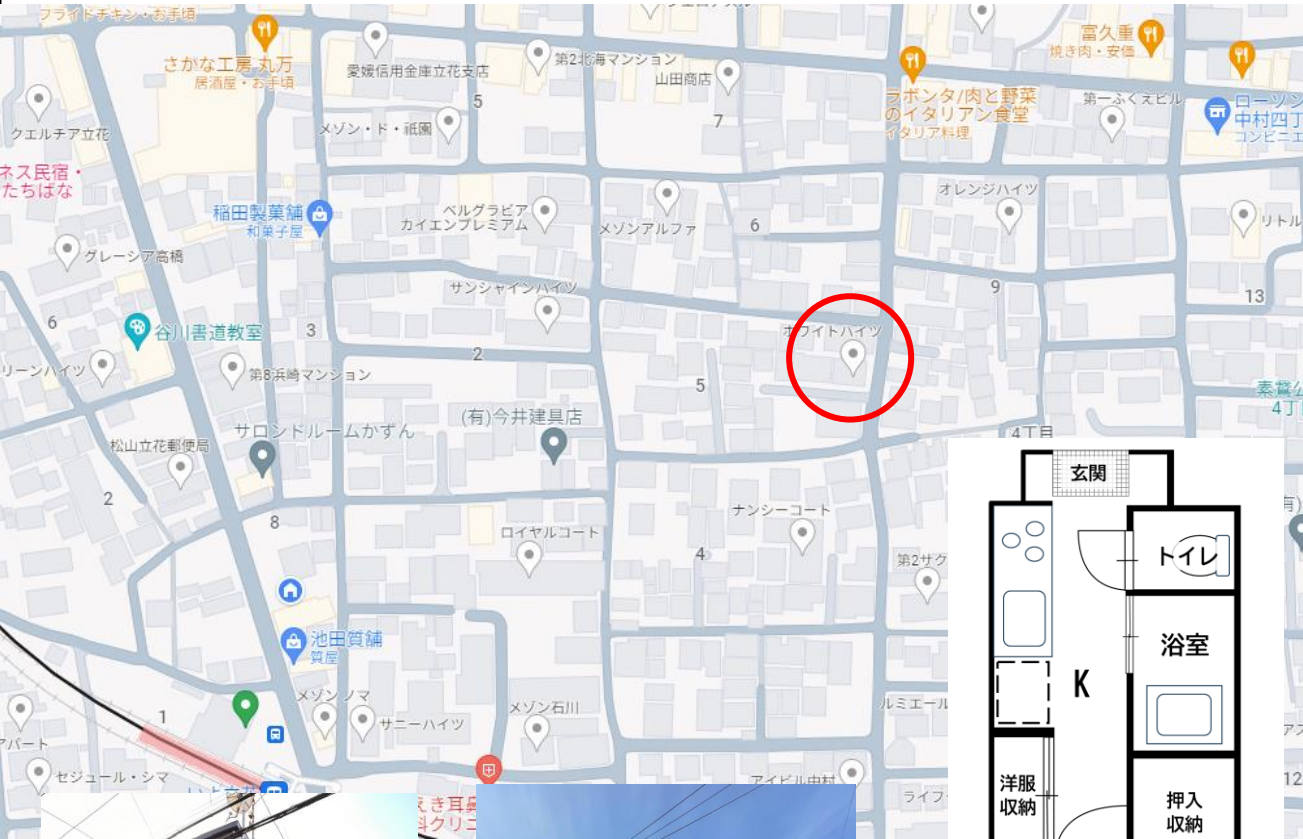 フライドチキン・お手頃
さかな工房 丸万
居酒屋・お手頃
愛媛信用金庫立花支店
第2北海マンション
山田商店
富久重
焼き肉・安価
クエルチア立花
5
メゾン・ド・祇園
7
ラボンタ/肉と野菜
のイタリアン食堂
イタリア料理
第一ふくえビル
ローソン
中村四丁
コンビニエ
ネス民宿・
たちばな
稲田製菓舗
和菓子屋
ベルグラビア
カイエンプレミアム
メゾンアルファ
6
オレンジハイツ
リトル
グレーシア高橋
サンシャインハイツ
9
13
6
谷川書道教室
3
ホワイトハイツ
2
リーンハイツ
第8浜崎マンション
5
素鵞公
4丁
(有)今井建具店
サロンドルームかずん
松山立花郵便局
4丁目
2
8
ロイヤルコート
ナンシーコート
4
第2サク
有)
池田質舗
質屋
メゾン ノマ
サニーハイツ
メゾン石川
ルミエール
1
アパート
セジュール・シマ
アイビル中村
ライフ
12
えき耳鼻
科クリニ
玄関
トイレ
浴室
K
洋服
収納
押入
収納